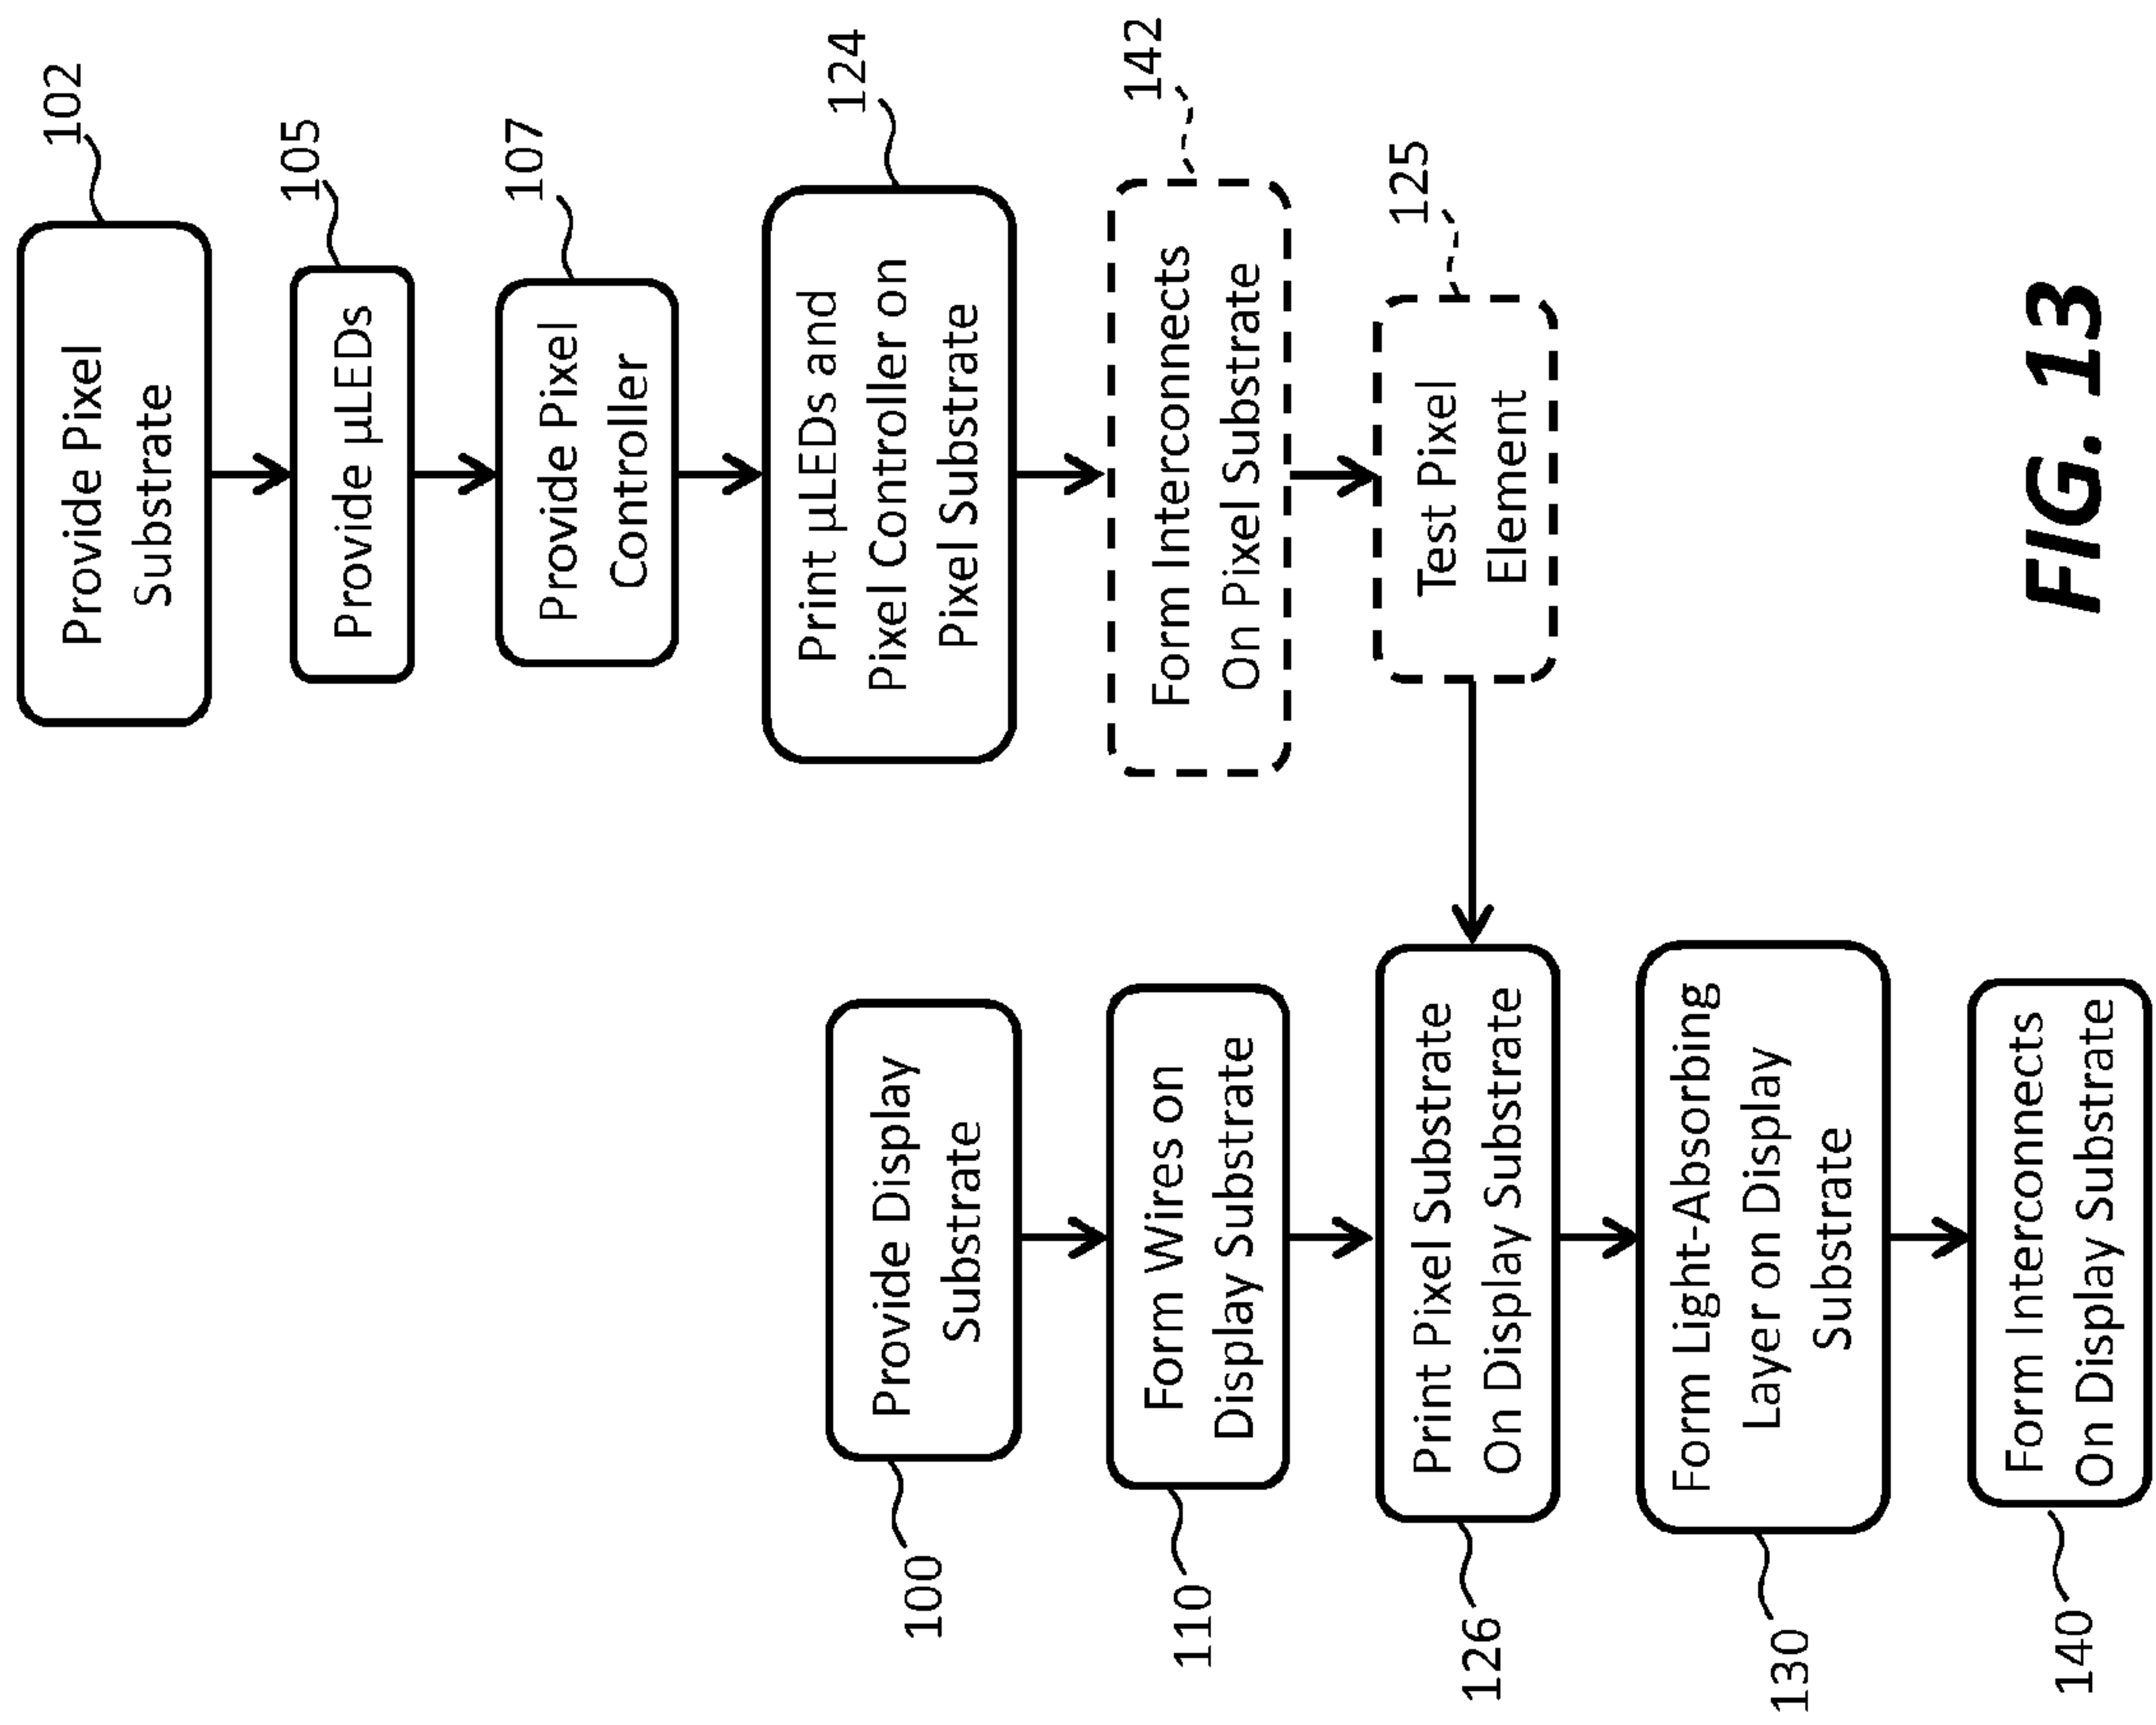 102
Provide Pixel
Substrate
105
Provide µLEDs
107
Provide Pixel
Controller
124
Print µLEDs and
Pixel Controller on
Pixel Substrate
142
Form Interconnects
On Pixel Substrate
125
Test Pixel
Element
100
Provide Display
Substrate
110
Form Wires on
Display Substrate
126
Print Pixel Substrate
On Display Substrate
130
Form Light-Absorbing
Layer on Display
Substrate
140
Form Interconnects
On Display Substrate
FIG. 13